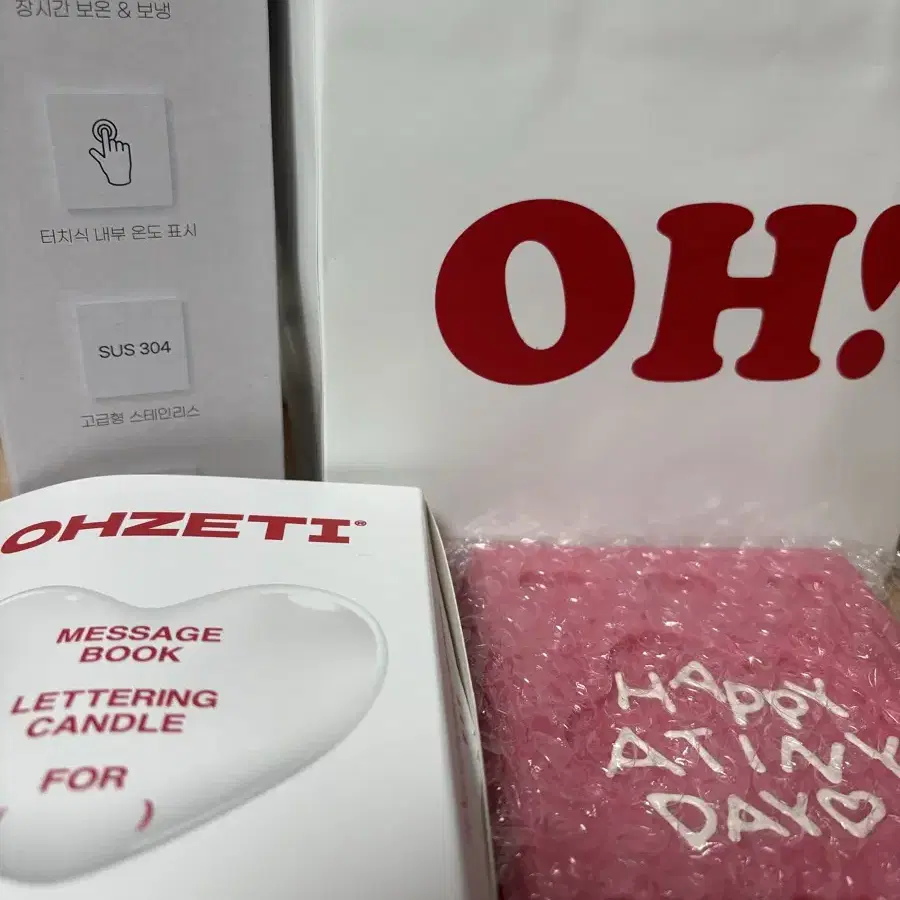 장시간 보온 & 보냉
터치식 내부 온도 표시
SUS 304
고급형 스테인리스
OH!
OHZETI®
MESSAGE
BOOK
LETTERING
CANDLE
FOR
( )
HAPPY
ATINY
DAY♡